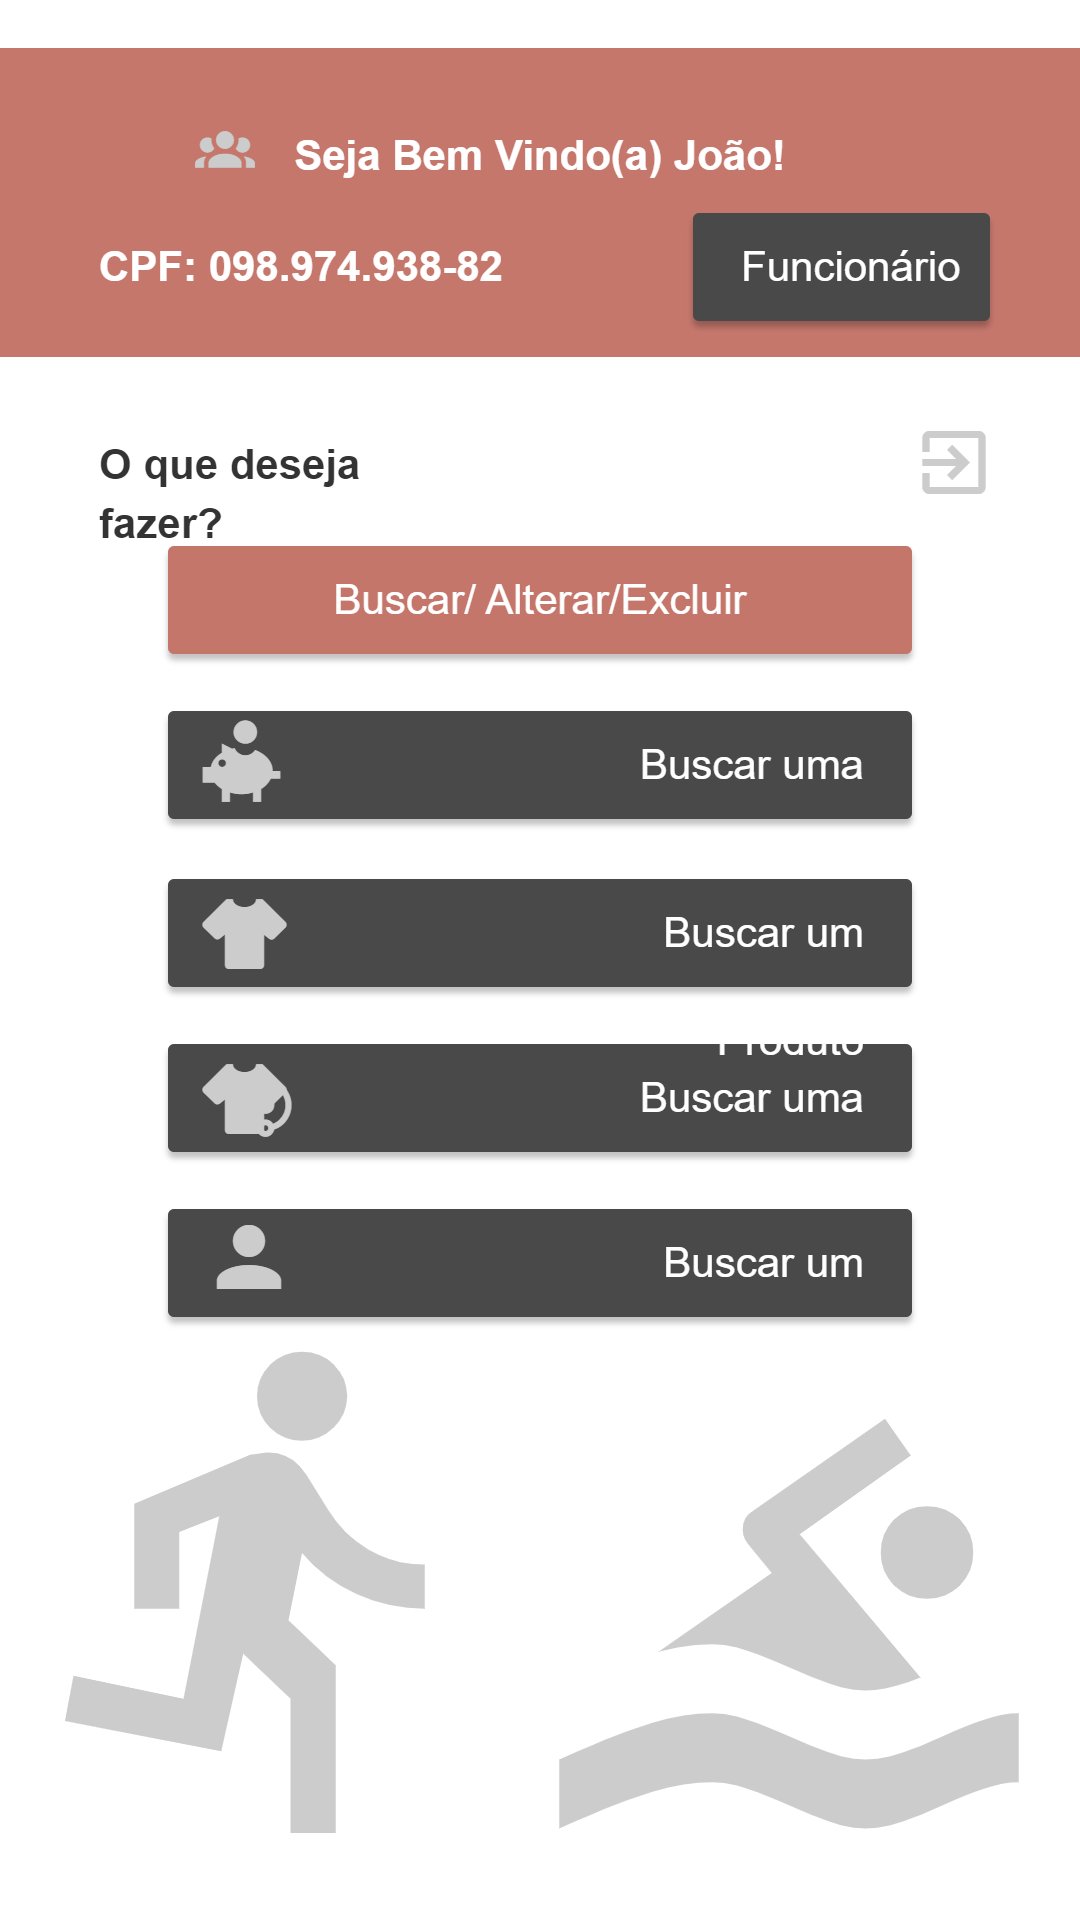 Seja Bem Vindo(a) João!
CPF: 098.974.938-82
Funcionário
O que deseja
fazer?
Buscar/ Alterar/Excluir
Buscar uma
Buscar um
Produto
Buscar uma
Buscar um